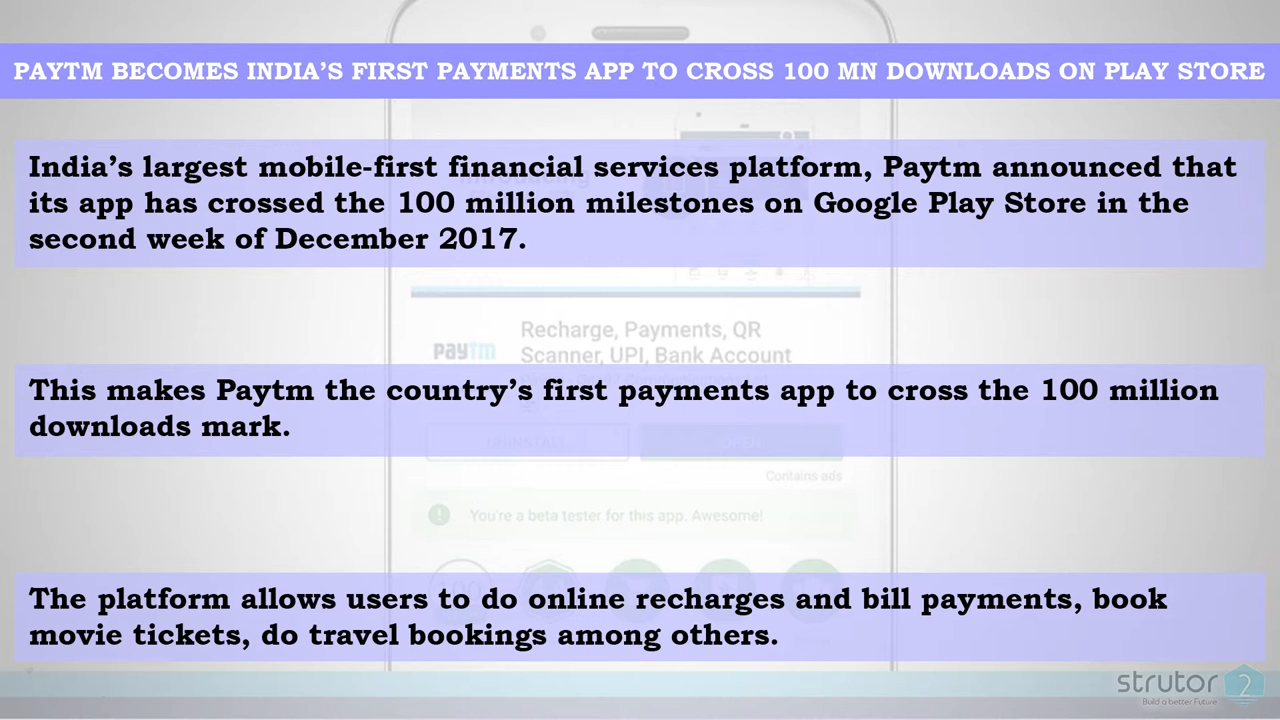 PAYTM BECOMES INDIA’S FIRST PAYMENTS APP TO CROSS 100 MN DOWNLOADS ON PLAY STORE
India’s largest mobile-first financial services platform, Paytm announced that
its app has crossed the 100 million milestones on Google Play Store in the
second week of December 2017.
Recharge, Payments, QR
paytm
Scanner, UPI, Bank Account
This makes Paytm the country’s first payments app to cross the 100 million
downloads mark.
UNINSTALL
OPEN
Contains ads
You're a beta tester for this app. Awesome!
The platform allows users to do online recharges and bill payments, book
movie tickets, do travel bookings among others.
strutor 2
Build a better Future